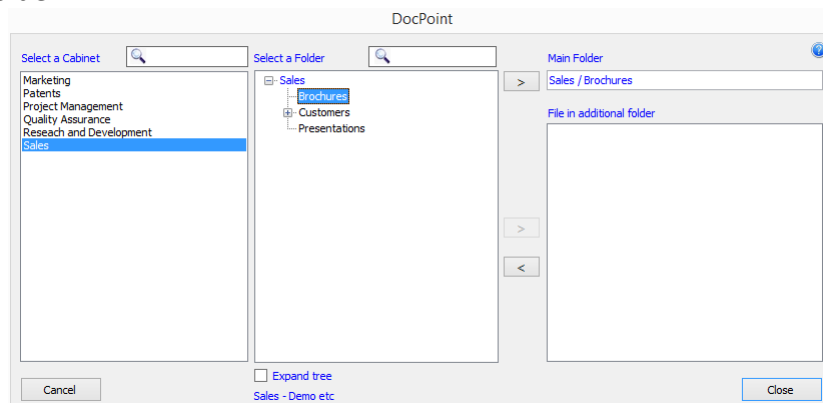 DocPoint
Select a Cabinet
Select a Folder
Main Folder
Marketing
Patents
Project Management
Quality Assurance
Reseach and Development
Sales
Sales
Brochures
Customers
Presentations
>
Sales / Brochures
File in additional folder
>
<
Expand tree
Sales - Demo etc
Cancel
Close